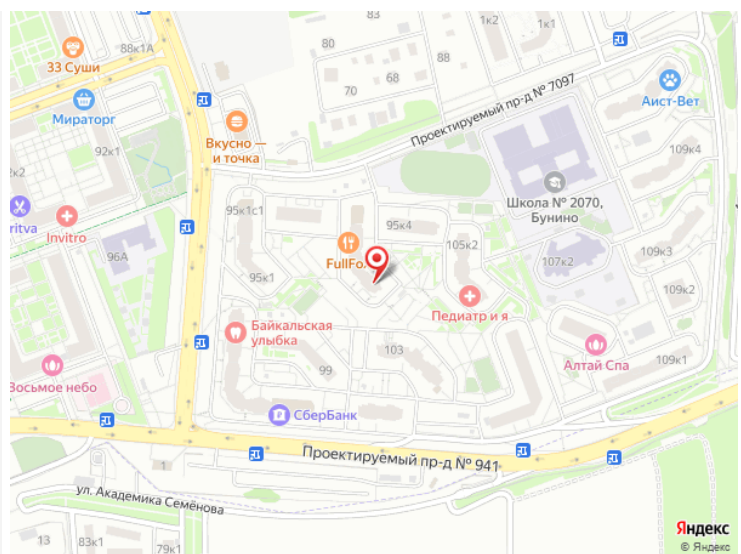 83
88к1А
80
1к2
1к1
33 Суши
88
68
70
Мираторг
Проектируемый пр-д № 7097
Аист-Вет
Вкусно —
и точка
92к1
109к4
Школа № 2070,
Бунино
95к1с1
95к4
Invitro
96А
105к2
109к3
107к2
95к1
109к2
Педиатр и я
Байкальская
улыбка
103
Алтай Спа
109к1
99
Восьмое небо
СберБанк
Проектируемый пр-д № 941
1
ул. Академика Семёнова
13
83к1
79к1
Яндекс
© Яндекс